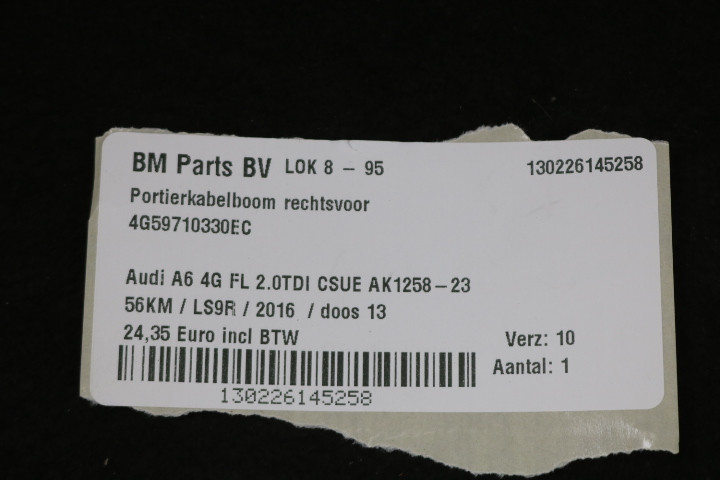 BM Parts BV LOK 8 - 95 130226145258
Portierkabelboom rechtsvoor
4G59710330EC
Audi A6 4G FL 2.0TDI CSUE AK1258-23
56KM / LS9R / 2016 / doos 13
24,35 Euro incl BTW Verz: 10
Aantal: 1
130226145258